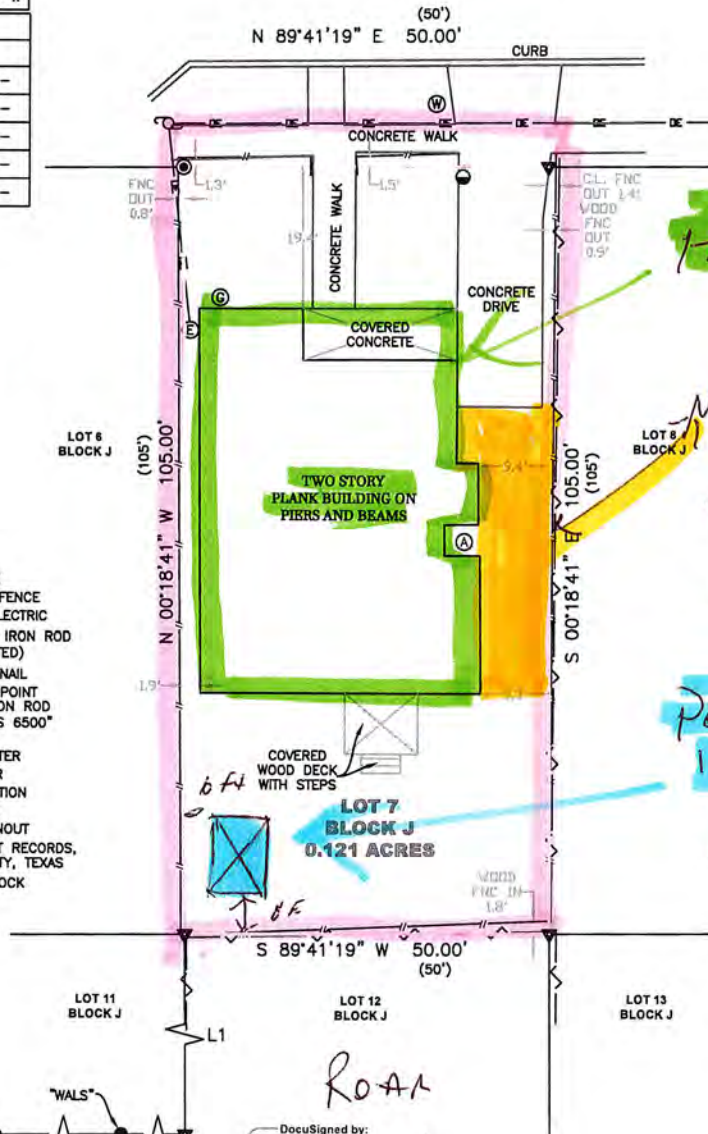 (50')
N 89°41'19" E 50.00'
CURB
W
CONCRETE WALK
FNC
OUT
0.8'
1.3'
1.5'
C.L. FNC
OUT 1.4'
WOOD
FNC
OUT
0.9'
19.4'
CONCRETE WALK
G
E
COVERED
CONCRETE
CONCRETE
DRIVE
LOT 6
BLOCK J
(105')
N 00°18'41" W 105.00'
TWO STORY
PLANK BUILDING ON
PIERS AND BEAMS
9.4'
A
LOT 8
BLOCK J
S 00°18'41" E 105.00'
(105')
FENCE
LECTRIC
IRON ROD
TED)
NAIL
POINT
ON ROD
S 6500"
TER
R
TION
NOUT
T RECORDS,
TY, TEXAS
OCK
1.9'
COVERED
WOOD DECK
WITH STEPS
6 ft
LOT 7
BLOCK J
0.121 ACRES
WOOD
FNC IN
1.8'
S 89°41'19" W 50.00'
(50')
LOT 11
BLOCK J
LOT 12
BLOCK J
LOT 13
BLOCK J
L1
"WALS"
DocuSigned by: